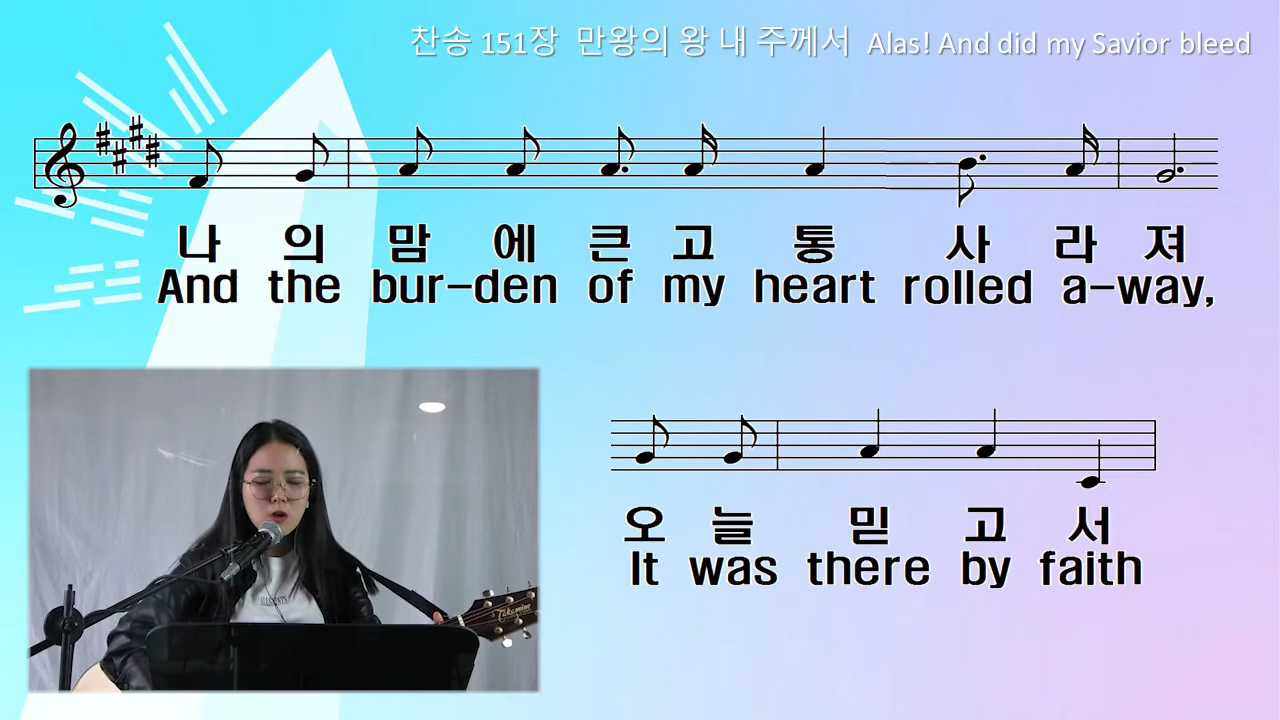 찬송 151장 만왕의 왕 내 주께서 Alas! And did my Savior bleed
나 의 맘 에 큰 고 통 사 라 져
And the bur-den of my heart rolled a-way,
오 늘 믿 고 서
It was there by faith
Takamine